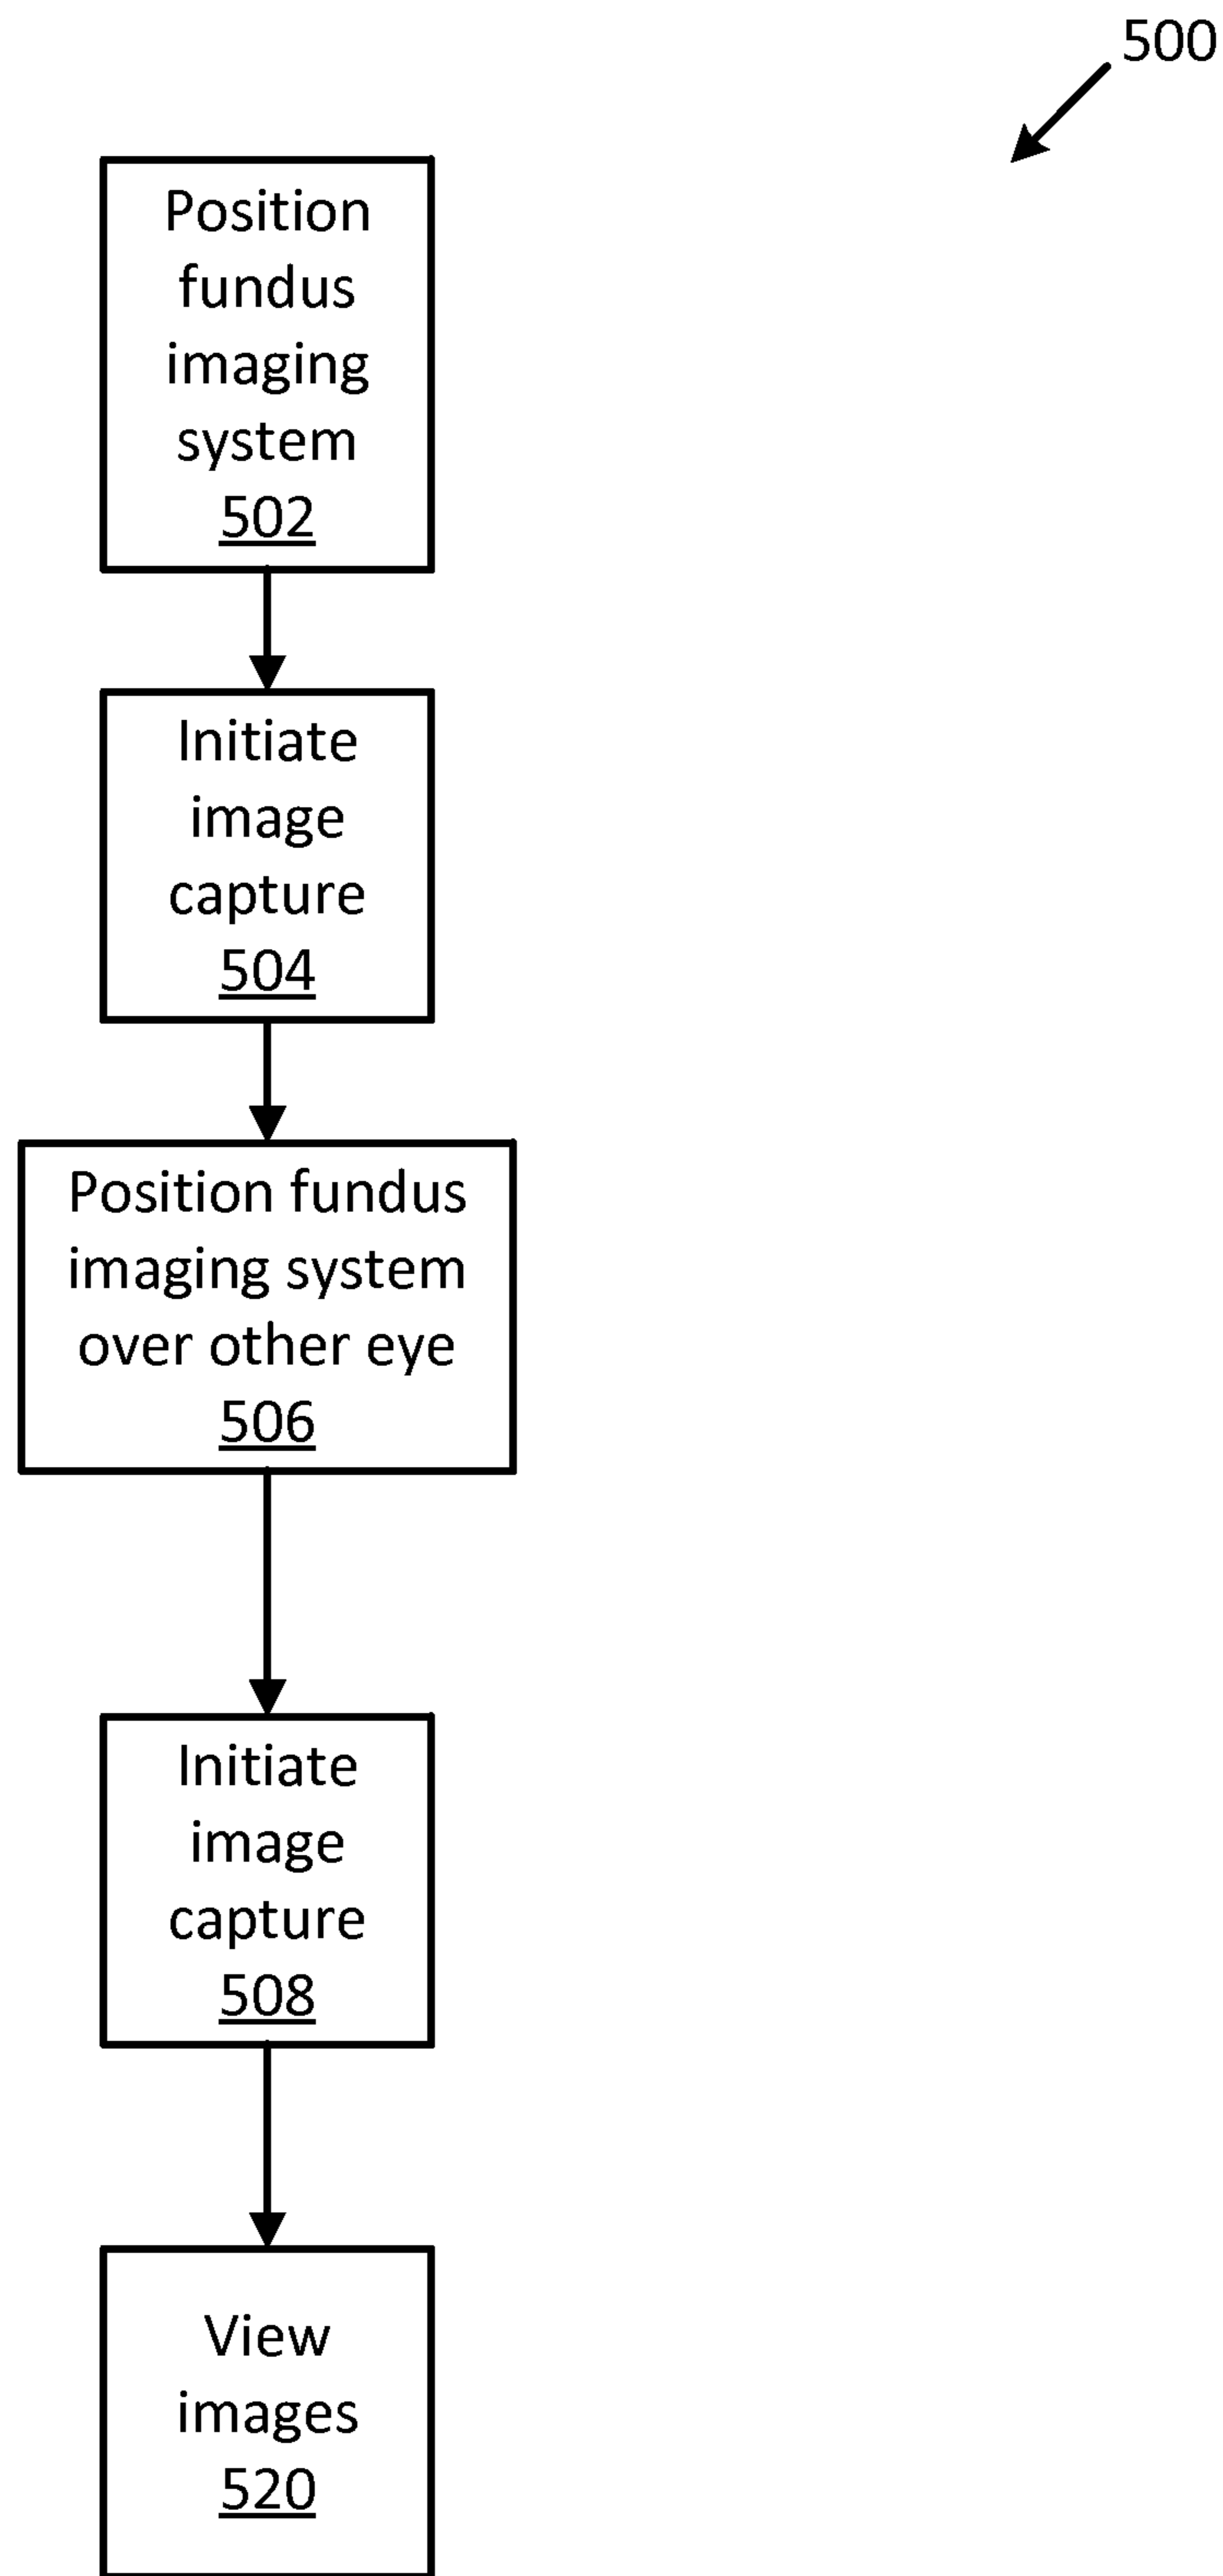 500
Position
fundus
imaging
system
502
Initiate
image
capture
504
Position fundus
imaging system
over other eye
506
Initiate
image
capture
508
View
images
520